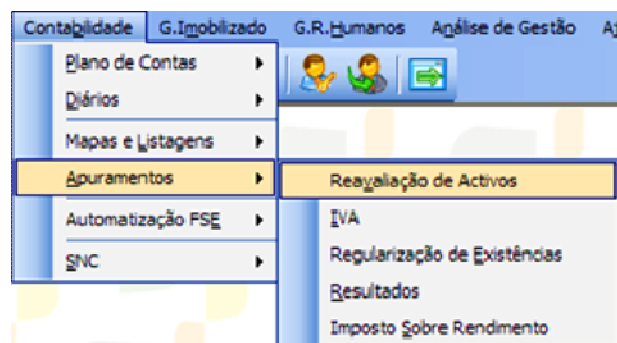 Contabilidade G.Imobilizado G.R.Humanos Análise de Gestão
Plano de Contas
Diários
Mapas e Listagens
Apuramentos
Reavaliação de Activos
Automatização FSE
IVA
SNC
Regularização de Existências
Resultados
Imposto Sobre Rendimento